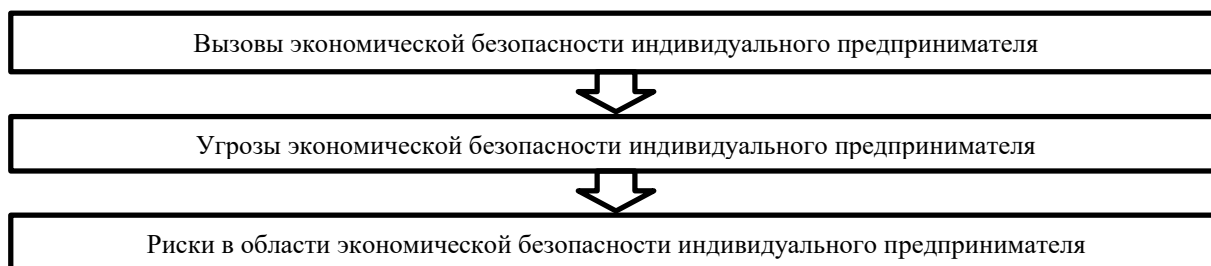 Вызовы экономической безопасности индивидуального предпринимателя
Угрозы экономической безопасности индивидуального предпринимателя
Риски в области экономической безопасности индивидуального предпринимателя